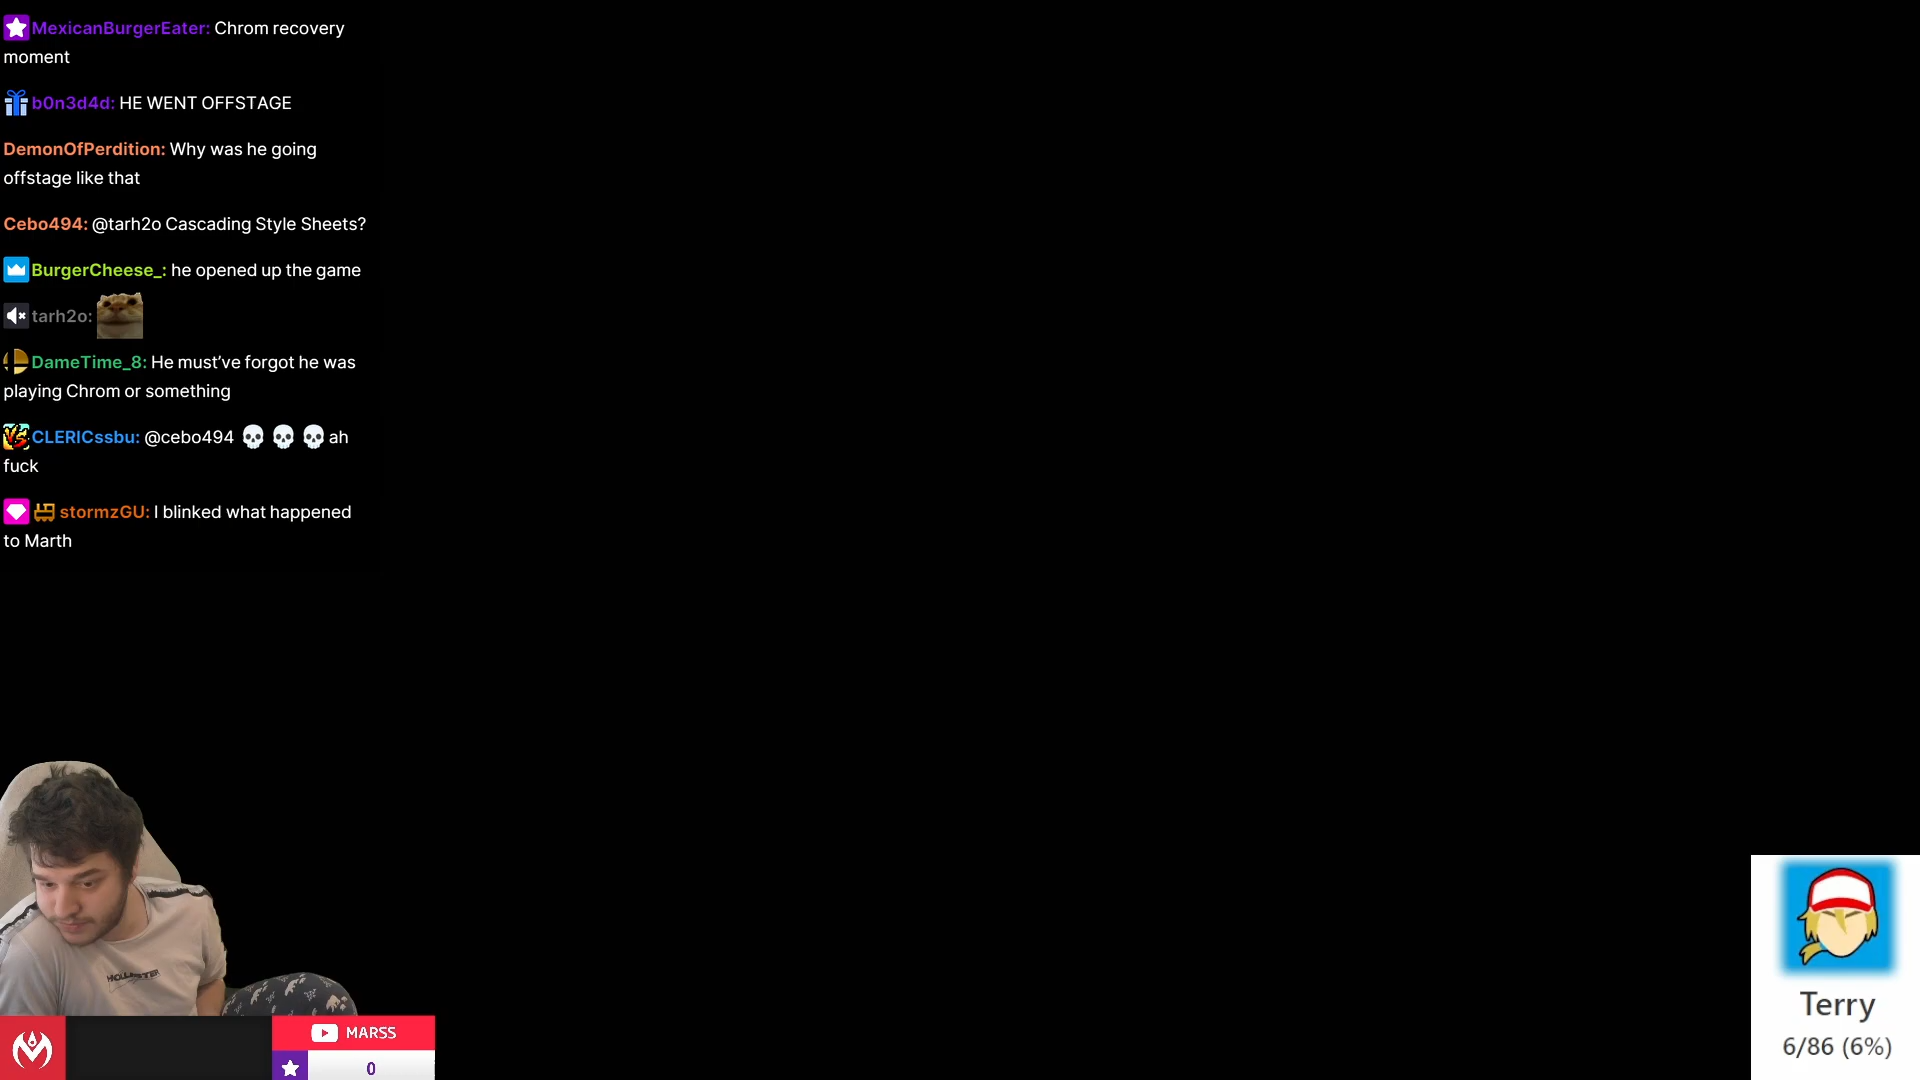 MexicanBurgerEater: Chrom recovery
moment
b0n3d4d: HE WENT OFFSTAGE
DemonOfPerdition: Why was he going
offstage like that
Cebo494: @tarh2o Cascading Style Sheets?
BurgerCheese_: he opened up the game
tarh2o:
DameTime_8: He must’ve forgot he was
playing Chrom or something
CLERICssbu: @cebo494 💀 💀 💀 ah
fuck
stormzGU: I blinked what happened
to Marth
HOLLISTER
MARSS
0
Terry
6/86 (6%)